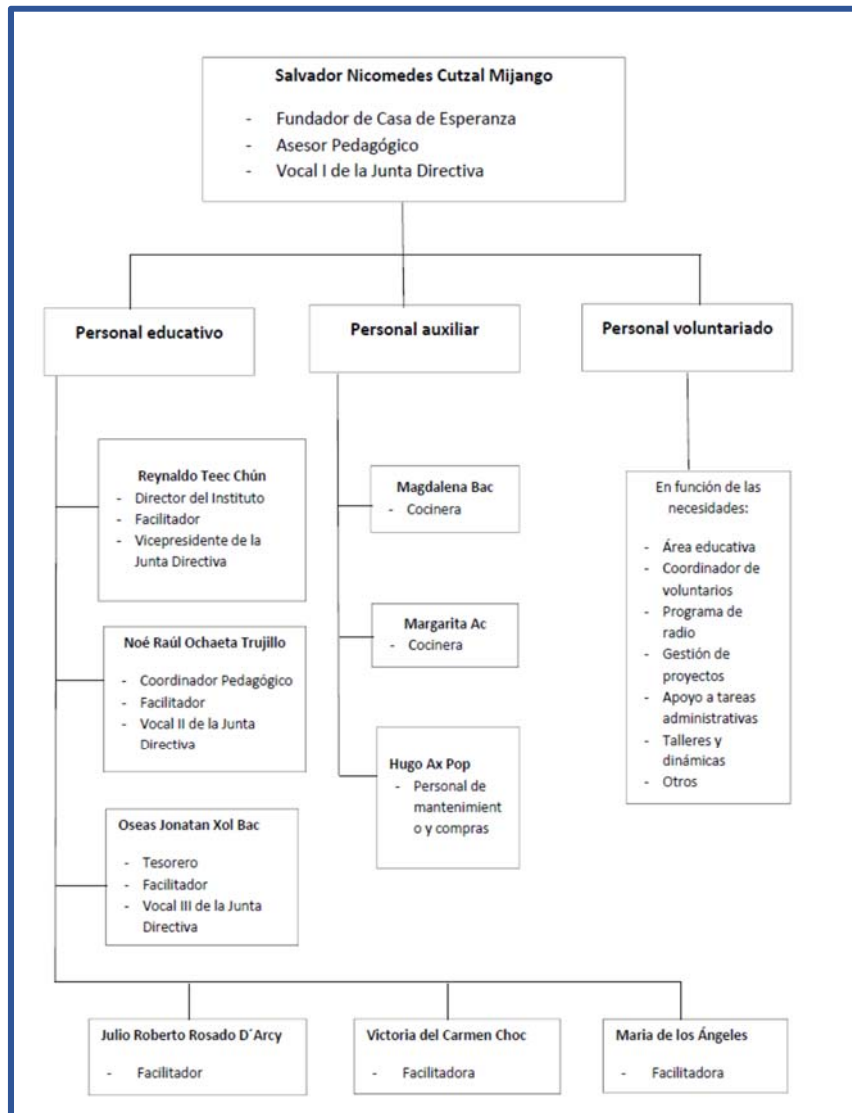 Salvador Nicomedes Cutzal Mijango
- Fundador de Casa de Esperanza
- Asesor Pedagógico
- Vocal I de la Junta Directiva
Personal educativo
Personal auxiliar
Personal voluntariado
Reynaldo Teec Chún
- Director del Instituto
- Facilitador
- Vicepresidente de la
Junta Directiva
Noé Raúl Ochaeta Trujillo
- Coordinador Pedagógico
- Facilitador
- Vocal II de la Junta
Directiva
Oseas Jonatan Xol Bac
- Tesorero
- Facilitador
- Vocal III de la Junta
Directiva
Magdalena Bac
- Cocinera
Margarita Ac
- Cocinera
Hugo Ax Pop
- Personal de
mantenimient
o y compras
En función de las
necesidades:
- Área educativa
- Coordinador de
voluntarios
- Programa de
radio
- Gestión de
proyectos
- Apoyo a tareas
administrativas
- Talleres y
dinámicas
- Otros
Julio Roberto Rosado D´Arcy
- Facilitador
Victoria del Carmen Choc
- Facilitadora
Maria de los Ángeles
- Facilitadora